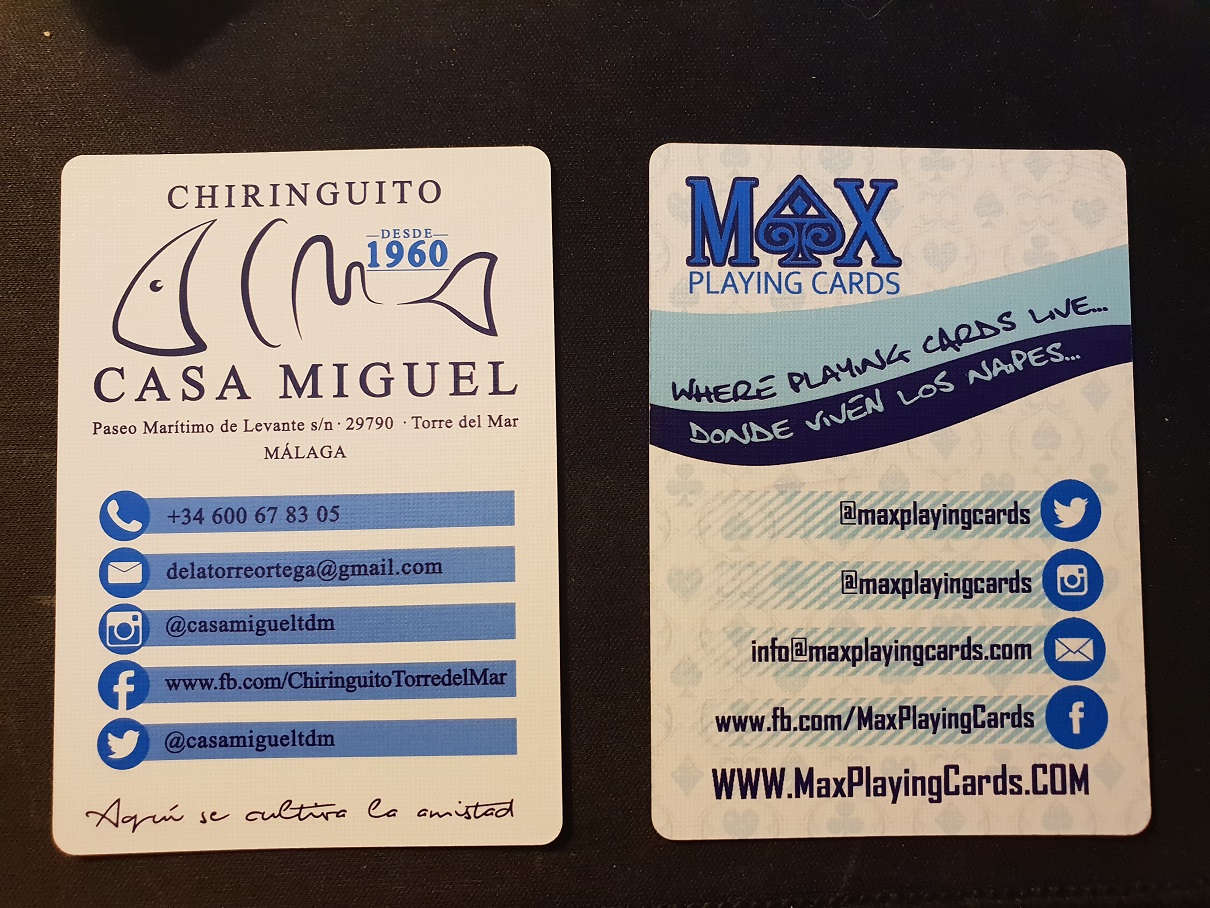 CHIRINGUITO
DESDE
1960
CASA MIGUEL
Paseo Marítimo de Levante s/n · 29790 · Torre del Mar
MÁLAGA
+34 600 67 83 05
delatorreortega@gmail.com
@casamigueltdm
www.fb.com/ChiringuitoTorredelMar
@casamigueltdm
Aquí se cultiva la amistad
MAX
PLAYING CARDS
WHERE PLAYING CARDS LIVE...
DONDE VIVEN LOS NAIPES...
@maxplayingcards
@maxplayingcards
info@maxplayingcards.com
www.fb.com/MaxPlayingCards
WWW.MaxPlayingCards.COM